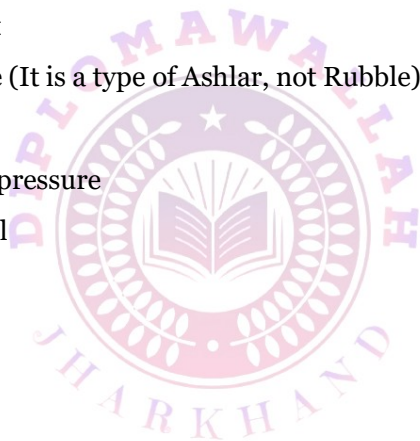 t
e (It is a type of Ashlar, not Rubble)
pressure
l
DIPLOMAWALLAH
JHARKHAND